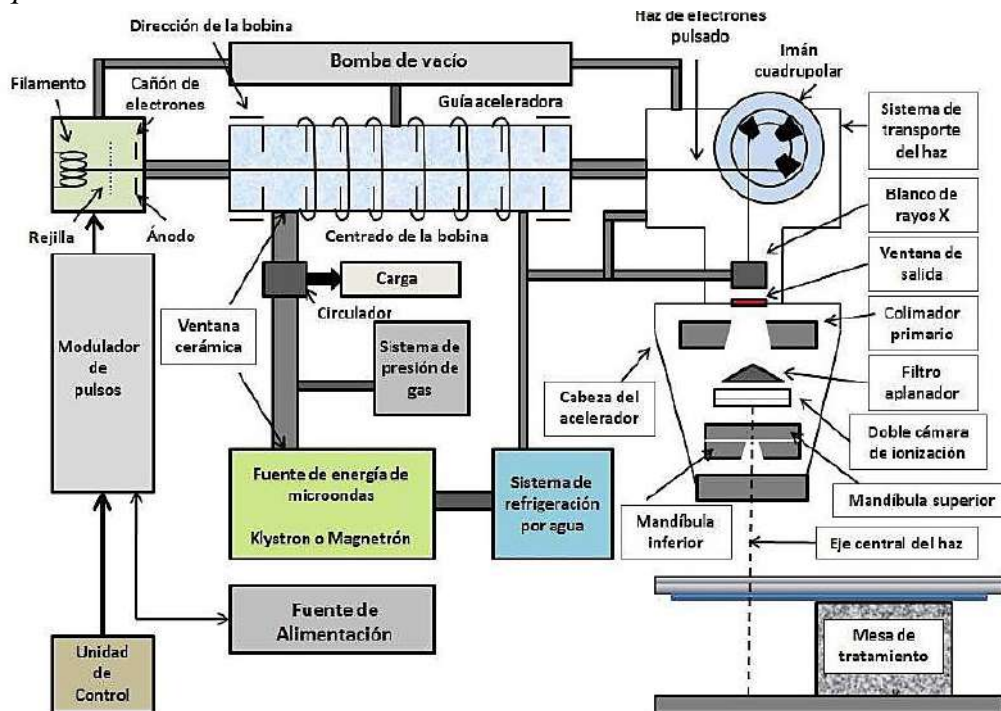 Dirección de la bobina
Haz de electrones
pulsado
Bomba de vacío
Imán
cuadrupolar
Filamento
Cañón de
electrones
Guía aceleradora
Sistema de
transporte
del haz
Blanco de
rayos X
Rejilla
Ánodo
Centrado de la bobina
Ventana de
salida
Carga
Circulador
Colimador
primario
Modulador
de
pulsos
Ventana
cerámica
Sistema de
presión de
gas
Cabeza del
acelerador
Filtro
aplanador
Doble cámara
de ionización
Fuente de energía de
microondas
Klystron o Magnetrón
Sistema de
refrigeración
por agua
Mandíbula superior
Mandíbula
inferior
Eje central del haz
Fuente de
Alimentación
Unidad
de
Control
Mesa de
tratamiento